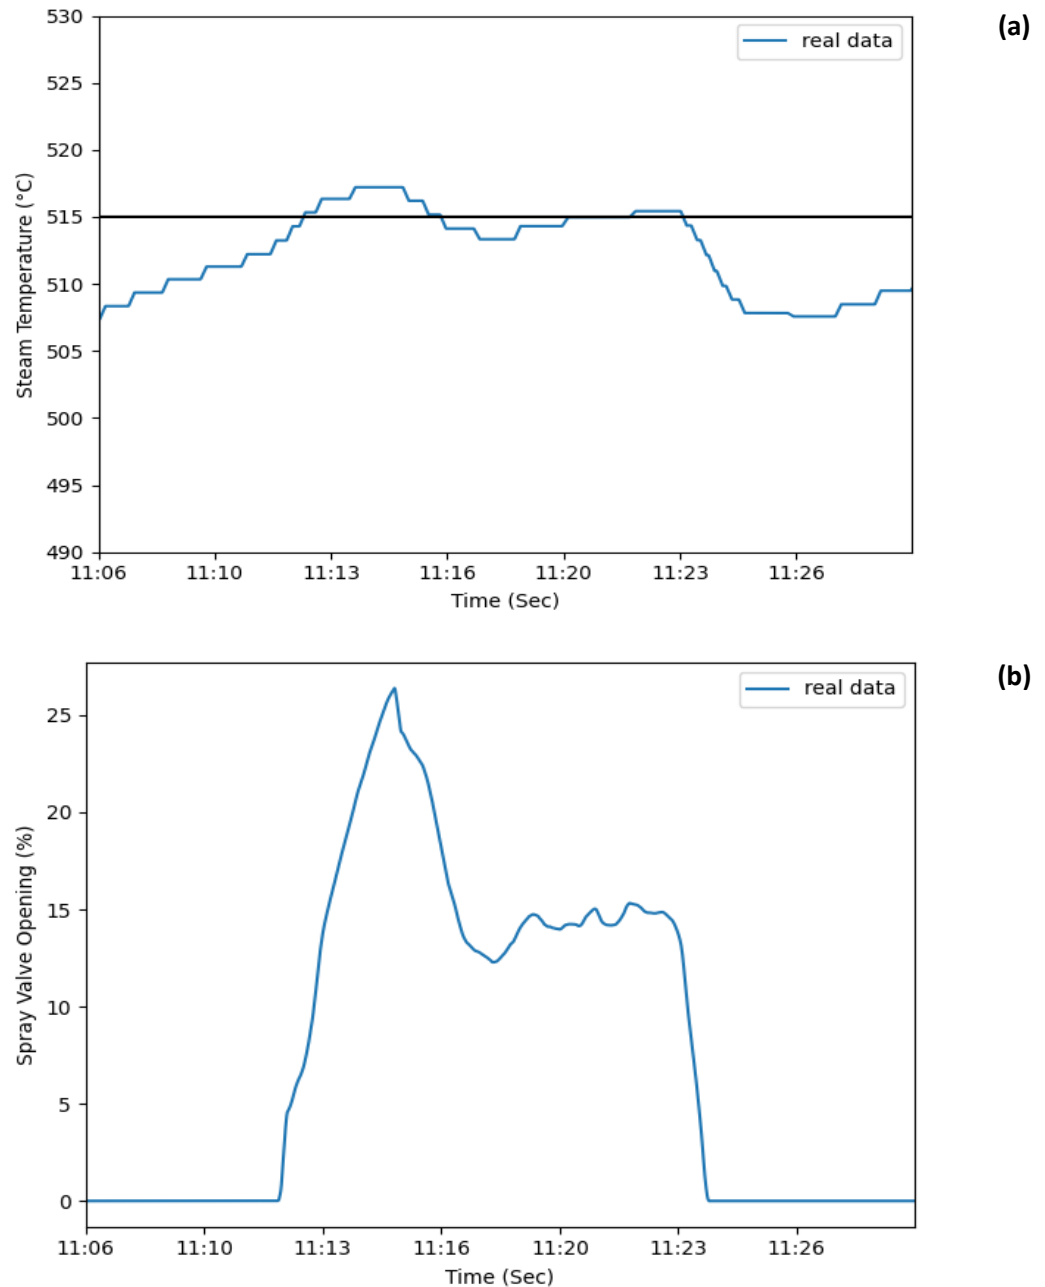 (a)
real data
530
525
520
515
510
505
500
495
490
Steam Temperature (°C)
11:06 11:10 11:13 11:16 11:20 11:23 11:26
Time (Sec)
(b)
real data
25
20
15
10
5
0
Spray Valve Opening (%)
11:06 11:10 11:13 11:16 11:20 11:23 11:26
Time (Sec)